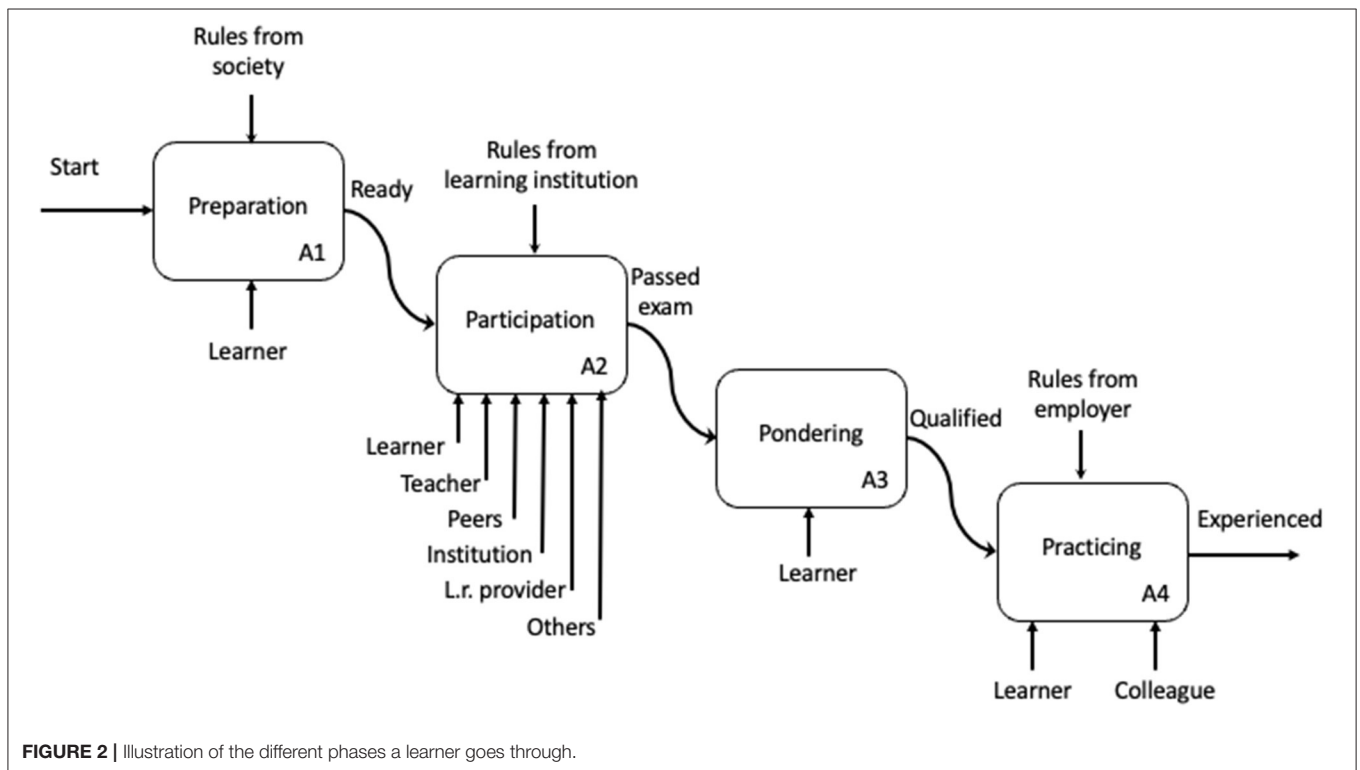 Rules from
society
Start
Preparation
A1
Ready
Learner
Rules from
learning institution
Participation
A2
Passed
exam
Learner
Teacher
Peers
Institution
L.r. provider
Others
Pondering
A3
Qualified
Learner
Rules from
employer
Practicing
A4
Experienced
Learner
Colleague
FIGURE 2 | Illustration of the different phases a learner goes through.